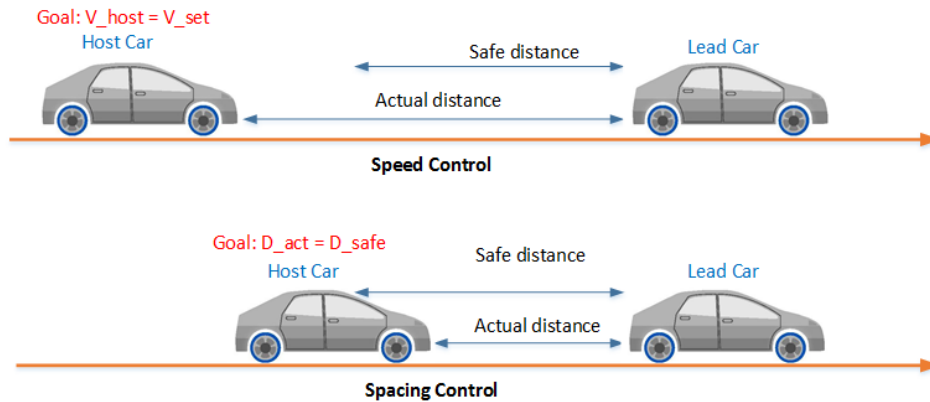 Goal: V_host = V_set
Host Car
Safe distance
Lead Car
Actual distance
Speed Control
Goal: D_act = D_safe
Host Car
Safe distance
Lead Car
Actual distance
Spacing Control